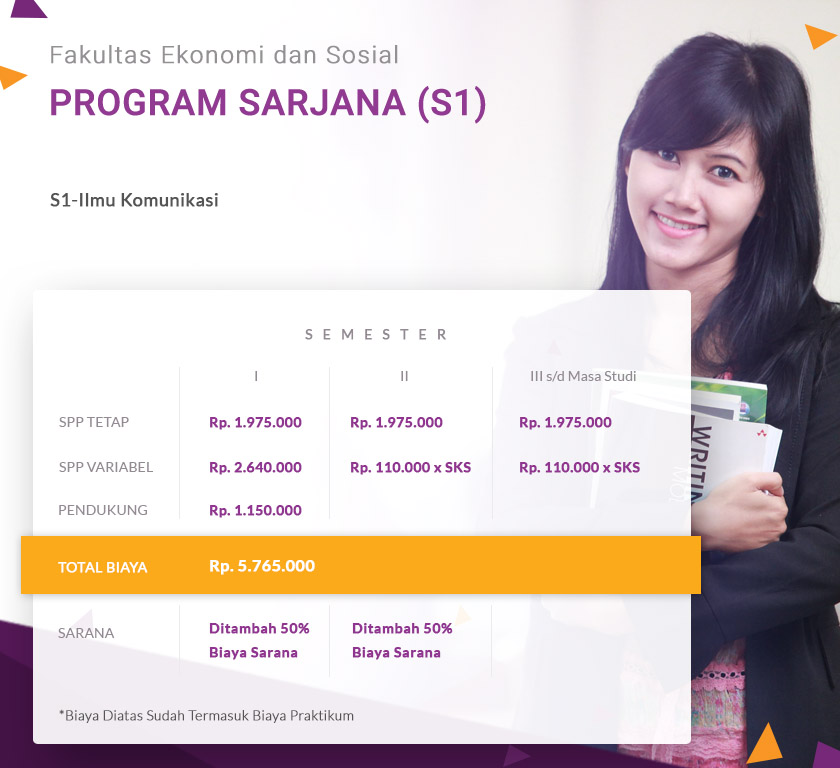 Fakultas Ekonomi dan Sosial
PROGRAM SARJANA (S1)
S1-Ilmu Komunikasi
SEMESTER
I II III s/d Masa Studi
SPP TETAP Rp. 1.975.000 Rp. 1.975.000 Rp. 1.975.000
SPP VARIABEL Rp. 2.640.000 Rp. 110.000 x SKS Rp. 110.000 x SKS
PENDUKUNG Rp. 1.150.000
TOTAL BIAYA Rp. 5.765.000
SARANA Ditambah 50% Ditambah 50%
Biaya Sarana Biaya Sarana
*Biaya Diatas Sudah Termasuk Biaya Praktikum